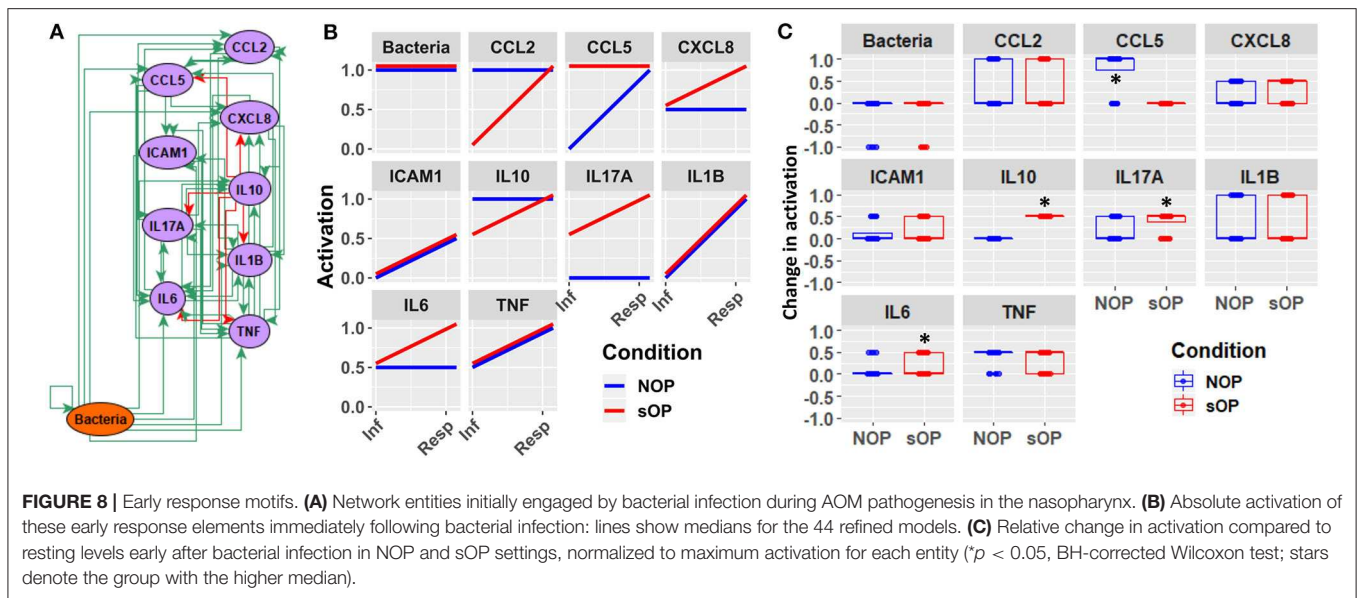 A
CCL2
CCL5
CXCL8
ICAM1
IL10
IL17A
IL1B
IL6
TNF
Bacteria
B
Bacteria CCL2 CCL5 CXCL8
1.0
0.5
0.0
ICAM1 IL10 IL17A IL1B
1.0
0.5
0.0
Inf Resp Inf Resp
IL6 TNF
1.0
0.5
0.0
Inf Resp Inf Resp
Activation
Condition
NOP
sOP
C
Bacteria CCL2 CCL5 CXCL8
1.0
0.5
0.0
-0.5
-1.0
*
ICAM1 IL10 IL17A IL1B
1.0
0.5
0.0
-0.5
-1.0
* *
NOP sOP NOP sOP
IL6 TNF
1.0
0.5
0.0
-0.5
-1.0
*
NOP sOP NOP sOP
Change in activation
Condition
NOP
sOP
FIGURE 8 | Early response motifs. (A) Network entities initially engaged by bacterial infection during AOM pathogenesis in the nasopharynx. (B) Absolute activation of
these early response elements immediately following bacterial infection: lines show medians for the 44 refined models. (C) Relative change in activation compared to
resting levels early after bacterial infection in NOP and sOP settings, normalized to maximum activation for each entity (*p < 0.05, BH-corrected Wilcoxon test; stars
denote the group with the higher median).